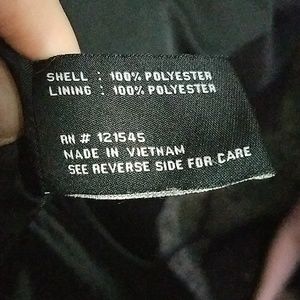 SHELL : 100% POLYESTER
LINING : 100% POLYESTER
RN # 121545
MADE IN VIETNAM
SEE REVERSE SIDE FOR CARE